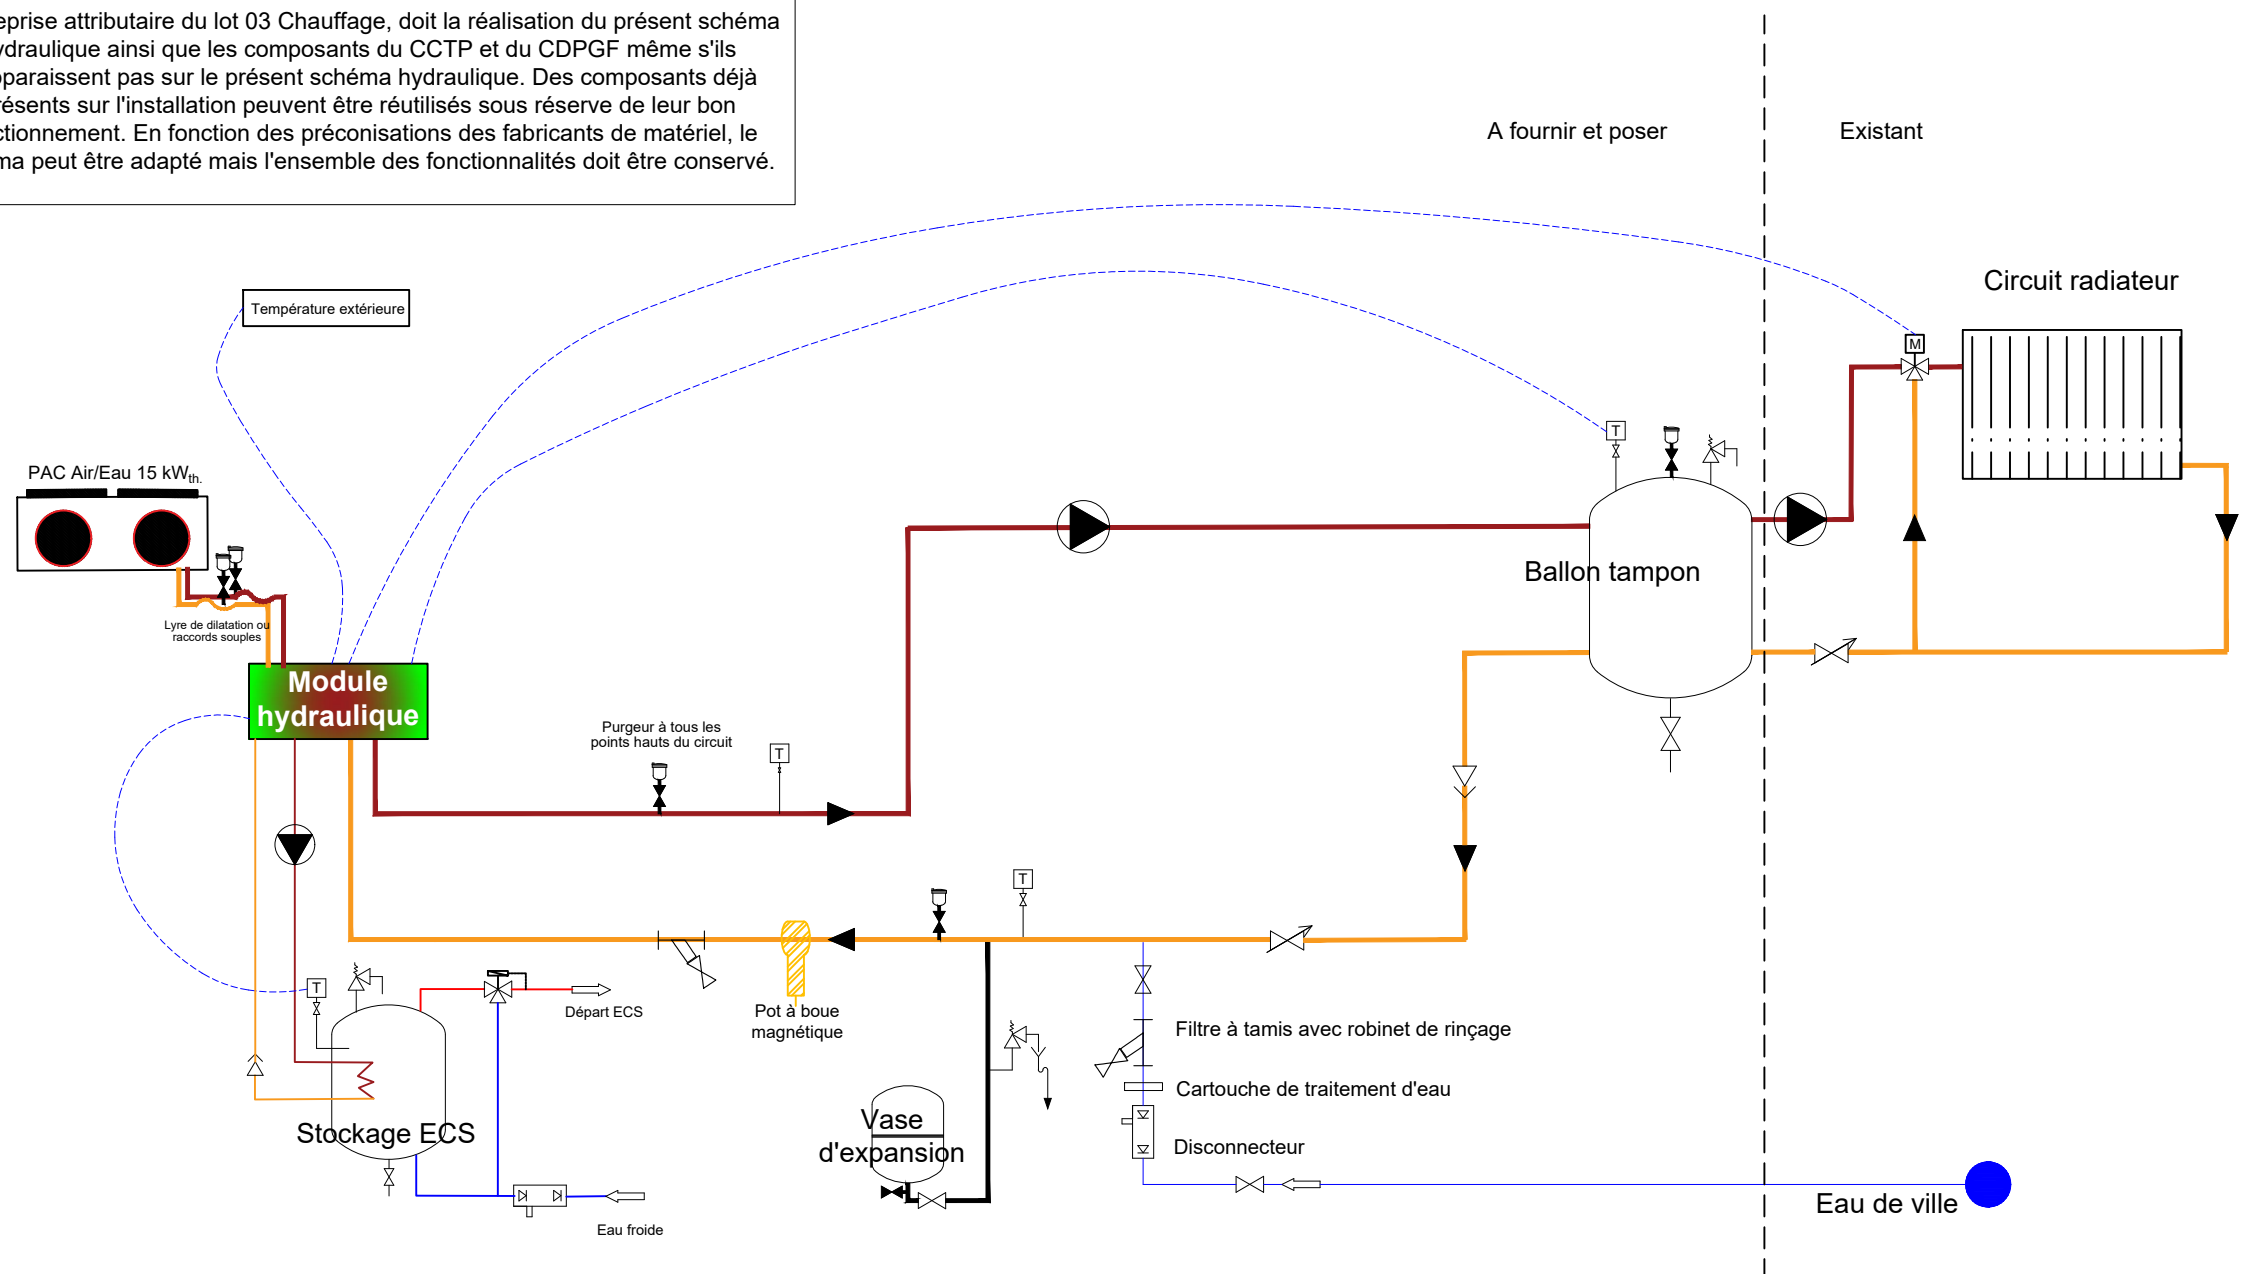 eprise attributaire du lot 03 Chauffage, doit la réalisation du présent schéma
draulique ainsi que les composants du CCTP et du CDPGF même s'ils
paraissent pas sur le présent schéma hydraulique. Des composants déjà
résents sur l'installation peuvent être réutilisés sous réserve de leur bon
ctionnement. En fonction des préconisations des fabricants de matériel, le
ma peut être adapté mais l'ensemble des fonctionnalités doit être conservé.
A fournir et poser
Existant
Circuit radiateur
Température extérieure
M
T
PAC Air/Eau 15 kWth.
Ballon tampon
Lyre de dilatation ou
raccords souples
Module
hydraulique
Purgeur à tous les
points hauts du circuit
T
T
T
Départ ECS
Pot à boue
magnétique
Filtre à tamis avec robinet de rinçage
Cartouche de traitement d'eau
Vase
d'expansion
Stockage ECS
Disconnecteur
Eau froide
Eau de ville